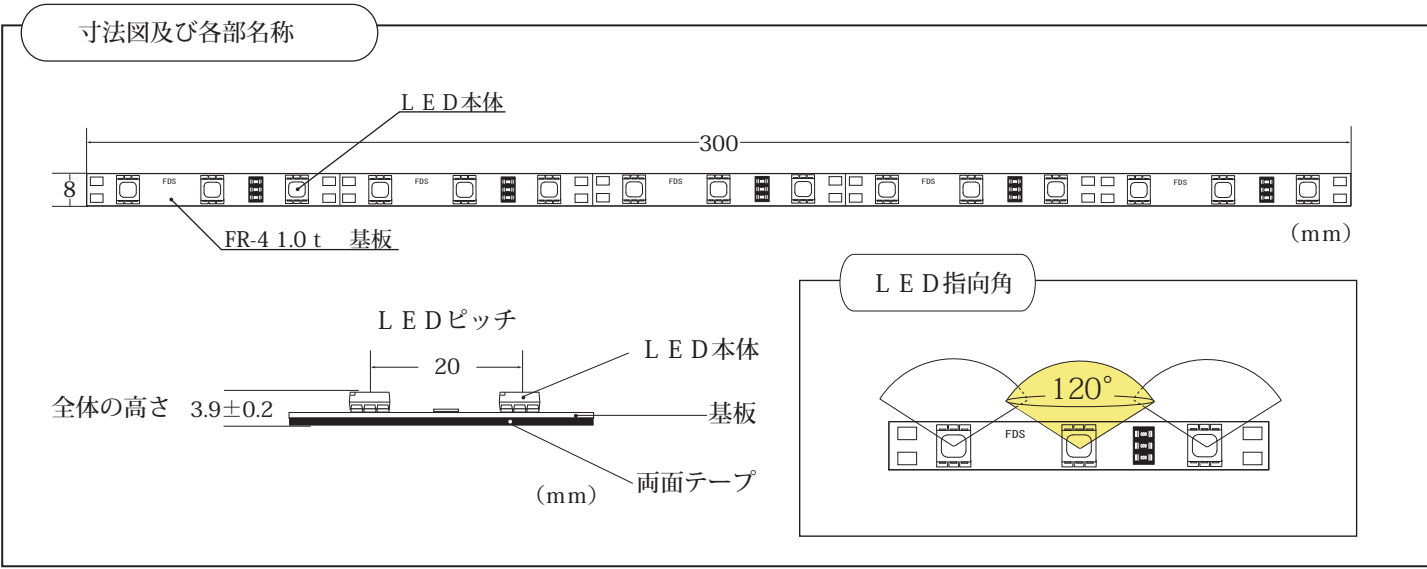 寸法図及び各部名称
ＬＥＤ本体
300
8
FDS FDS FDS FDS FDS
FR-4 1.0 t　基板
（mm）
ＬＥＤピッチ
20
ＬＥＤ本体
全体の高さ 3.9±0.2
基板
両面テープ
（mm）
ＬＥＤ指向角
120°
FDS